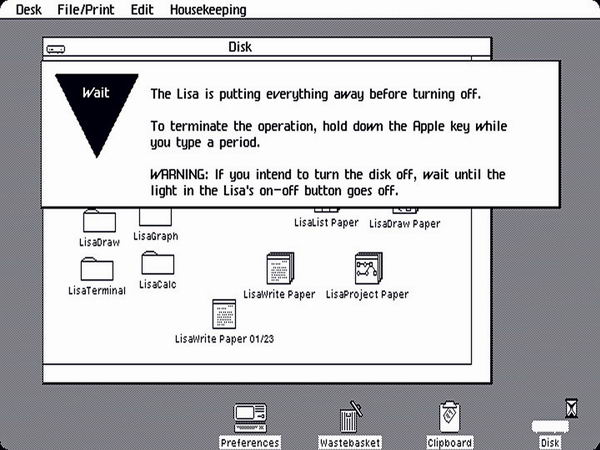 Desk File/Print Edit Housekeeping
Disk
Wait
The Lisa is putting everything away before turning off.
To terminate the operation, hold down the Apple key while
you type a period.
WARNING: If you intend to turn the disk off, wait until the
light in the Lisa's on-off button goes off.
LisaDraw LisaGraph LisaList Paper LisaDraw Paper
LisaTerminal LisaCalc LisaWrite Paper LisaProject Paper
LisaWrite Paper 01/23
Preferences Wastebasket Clipboard Disk